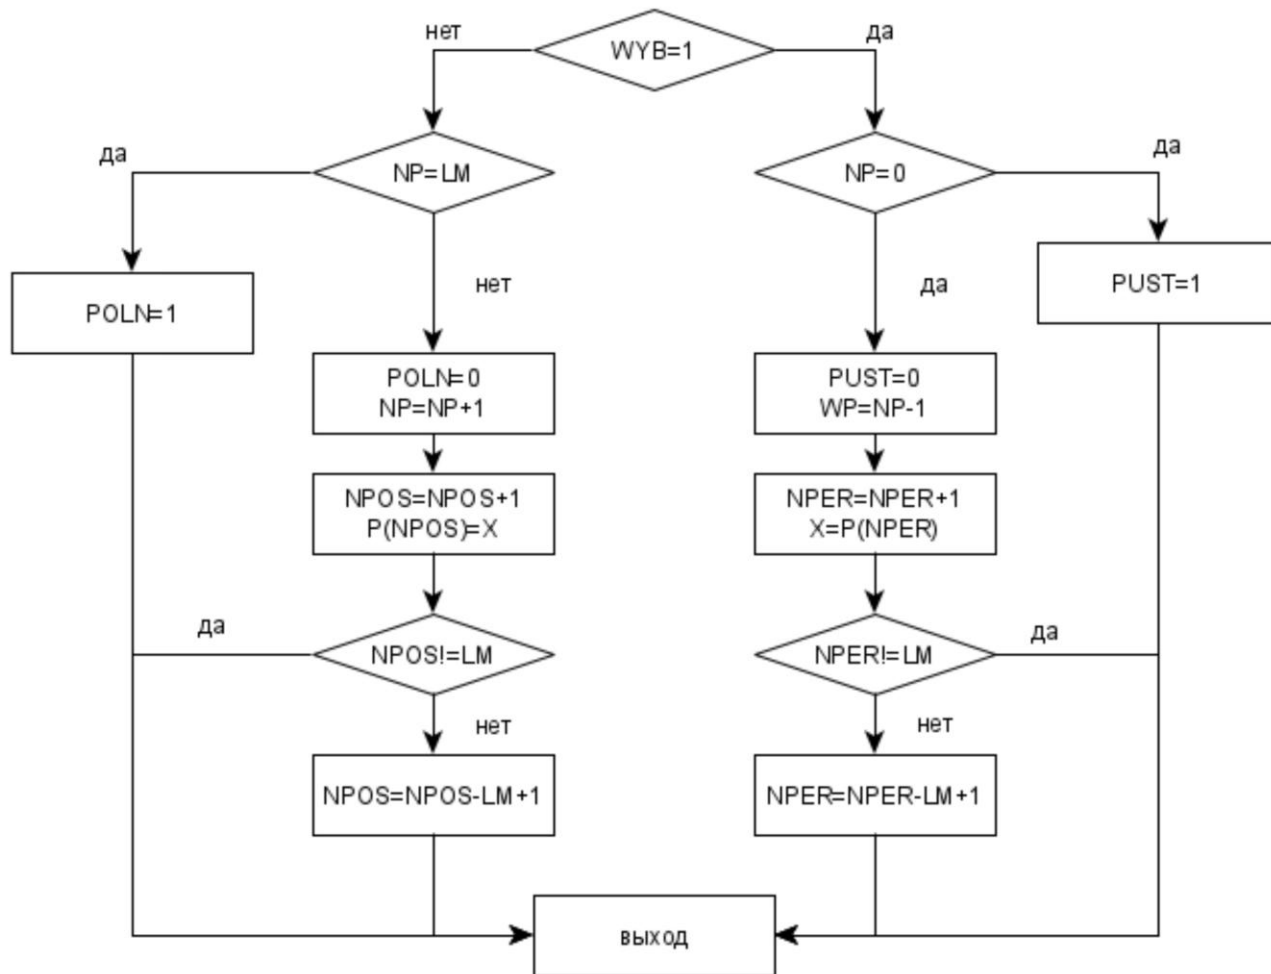 нет
WYB=1
да
да
NP=LM
NP=0
да
POLN=1
нет
да
PUST=1
POLN=0
NP=NP+1
PUST=0
WP=NP-1
NPOS=NPOS+1
P(NPOS)=X
NPER=NPER+1
X=P(NPER)
да
NPOS!=LM
NPER!=LM
да
нет
нет
NPOS=NPOS-LM+1
NPER=NPER-LM+1
выход